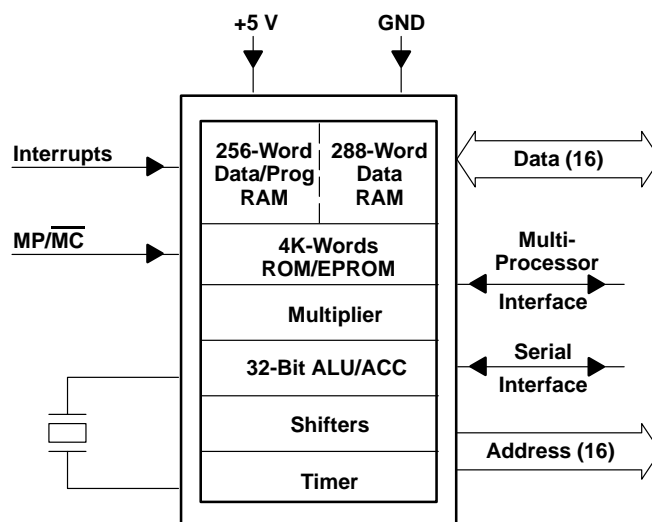 +5 V
GND
Interrupts
256-Word
Data/Prog
RAM
288-Word
Data
RAM
Data (16)
MP/M̅C̅
4K-Words
ROM/EPROM
Multi-
Processor
Interface
Multiplier
32-Bit ALU/ACC
Serial
Interface
Shifters
Address (16)
Timer